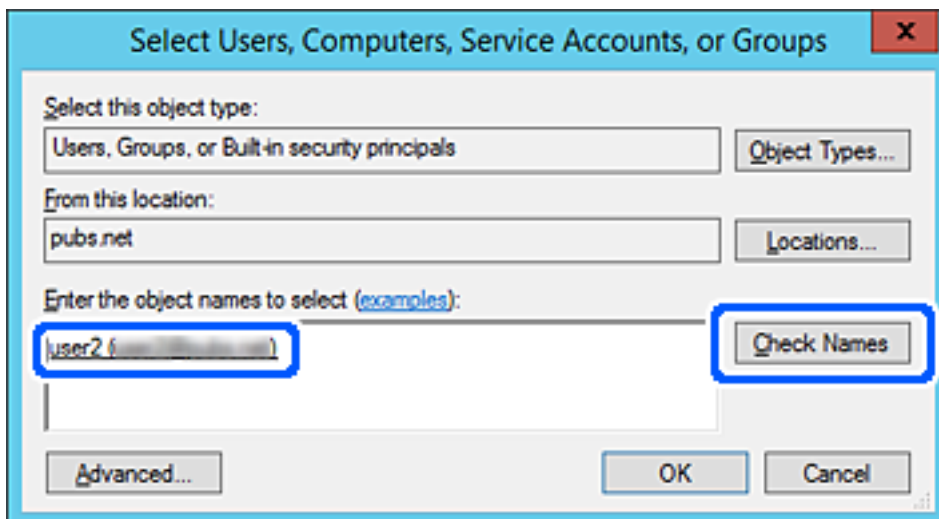 Select Users, Computers, Service Accounts, or Groups
x
Select this object type:
Users, Groups, or Built-in security principals
Object Types...
From this location:
pubs.net
Locations...
Enter the object names to select (examples):
user2 ( )
Check Names
Advanced...
OK
Cancel